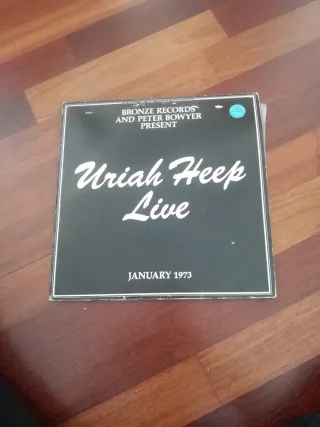 BRONZE RECORDS
AND PETER BOWYER
PRESENT
Uriah Heep
Live
JANUARY 1973